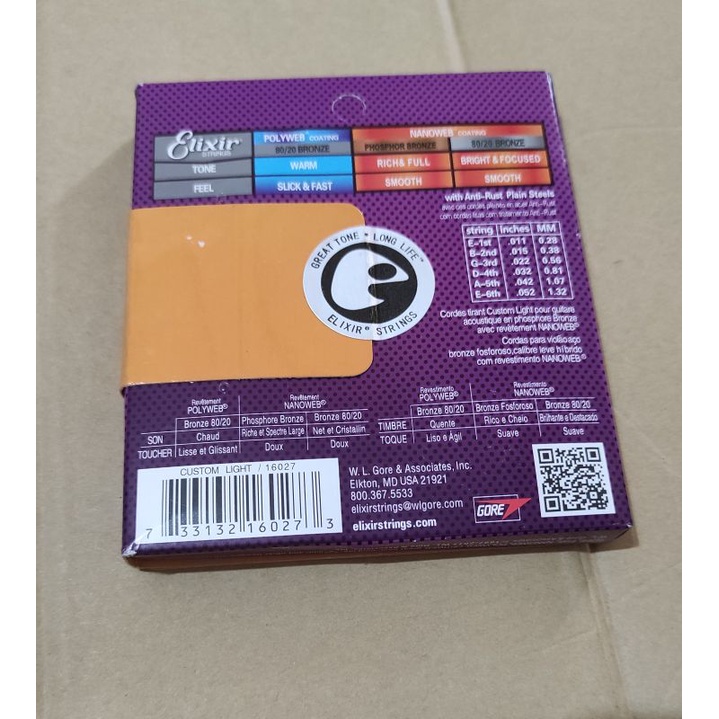 Elixir
STRINGS
POLYWEB COATING
NANOWEB COATING
80/20 BRONZE
PHOSPHOR BRONZE
80/20 BRONZE
TONE
WARM
RICH& FULL
BRIGHT & FOCUSED
FEEL
SLICK & FAST
SMOOTH
SMOOTH
with Anti-Rust Plain Steels
string Inches MM
E-1st .011 0.28
B-2nd .015 0.38
G-3rd .022 0.56
D-4th .032 0.81
A-5th .042 1.07
E-6th .052 1.32
GREAT TONE • LONG LIFE™
ELIXIR® STRINGS
Cordes tirant Custom Light pour guitare
acoustique en phosphore Bronze
avec revêtement NANOWEB®
Cordas para violão aço
bronze fosforoso,calibre leve híbrido
com revestimento NANOWEB®
Revêtement
POLYWEB®
Revêtement
NANOWEB®
Bronze 80/20
Phosphore Bronze
Bronze 80/20
SON
Chaud
Riche et Spectre Large
Net et Cristallin
TOUCHER
Lisse et Glissant
Doux
Doux
Revestimento
POLYWEB®
Revestimento
NANOWEB®
Bronze 80/20
Bronze Fosforoso
Bronze 80/20
TIMBRE
Quente
Rico e Cheio
Brilhante e Destacado
TOQUE
Liso e Ágil
Suave
Suave
CUSTOM LIGHT / 16027
7 33132 16027 3
W. L. Gore & Associates, Inc.
Elkton, MD USA 21921
800.367.5533
elixirstrings@wlgore.com
elixirstrings.com
GORE